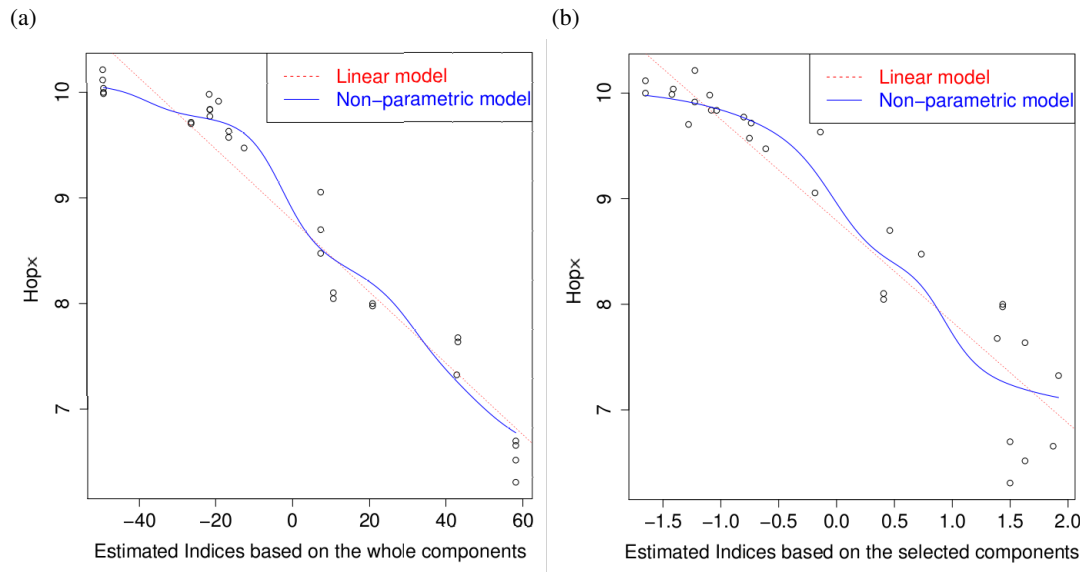 (a)
Linear model
Non−parametric model
10
9
8
7
Hop×
−40 −20 0 20 40 60
Estimated Indices based on the whole components
(b)
Linear model
Non−parametric model
10
9
8
7
Hop×
−1.5 −1.0 −0.5 0.0 0.5 1.0 1.5 2.0
Estimated Indices based on the selected components